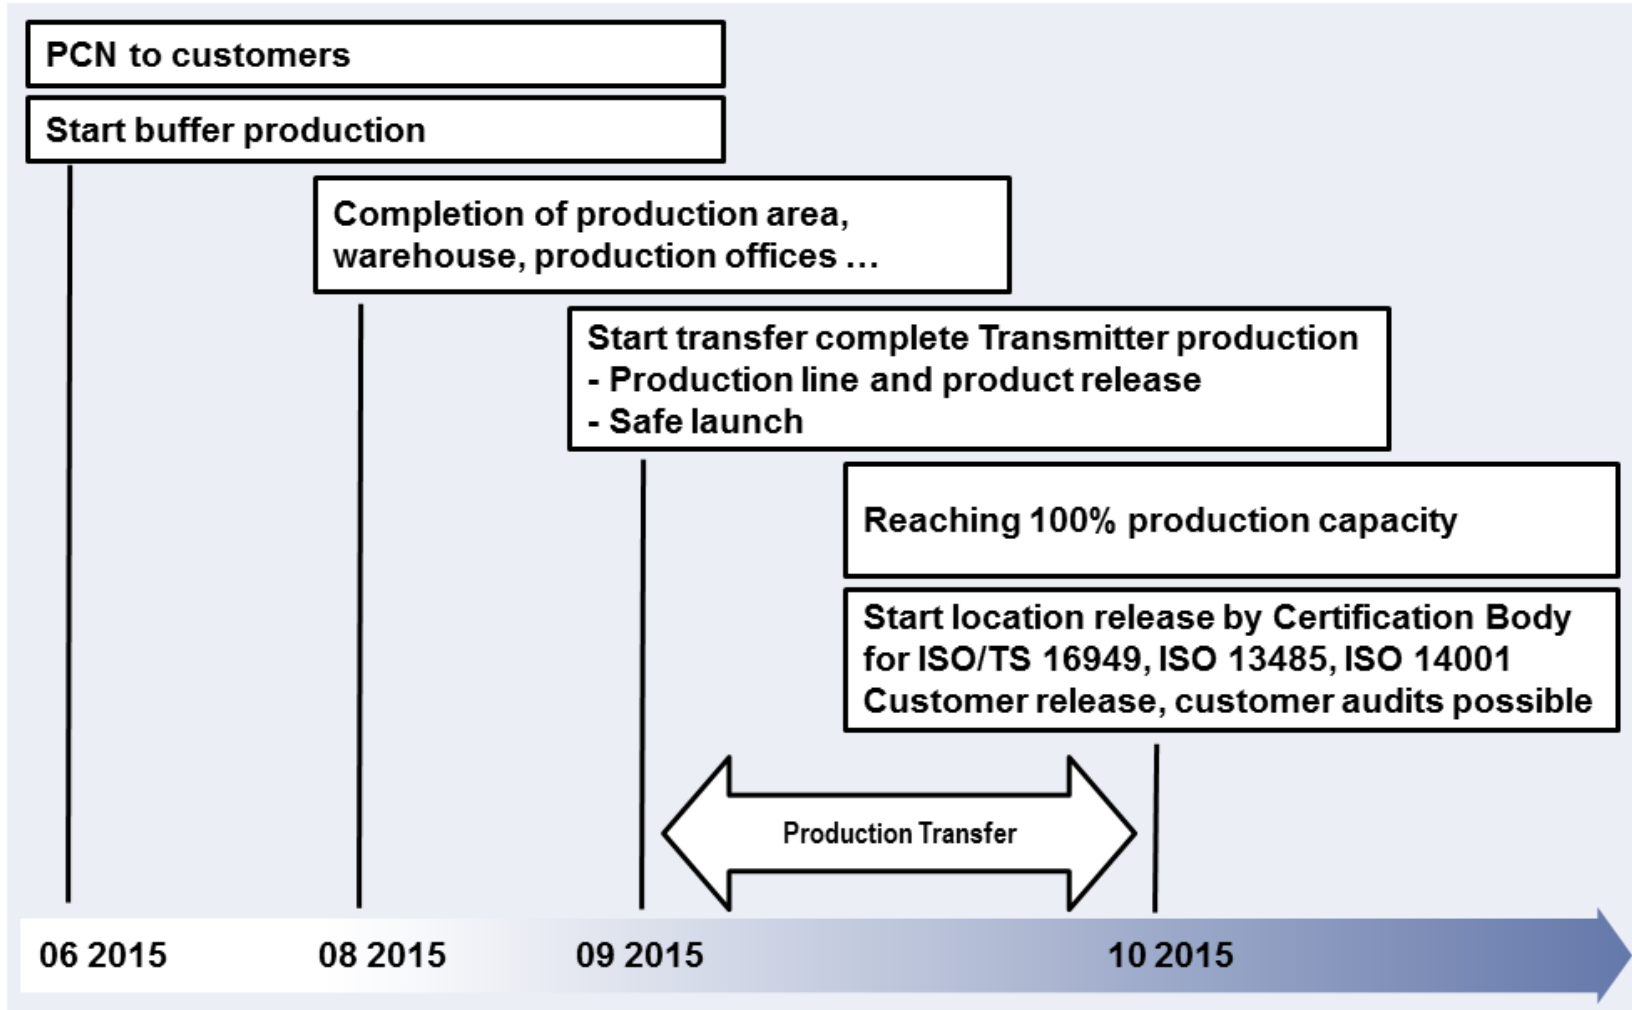 PCN to customers
Start buffer production
Completion of production area,
warehouse, production offices ...
Start transfer complete Transmitter production
- Production line and product release
- Safe launch
Reaching 100% production capacity
Start location release by Certification Body
for ISO/TS 16949, ISO 13485, ISO 14001
Customer release, customer audits possible
Production Transfer
06 2015
08 2015
09 2015
10 2015